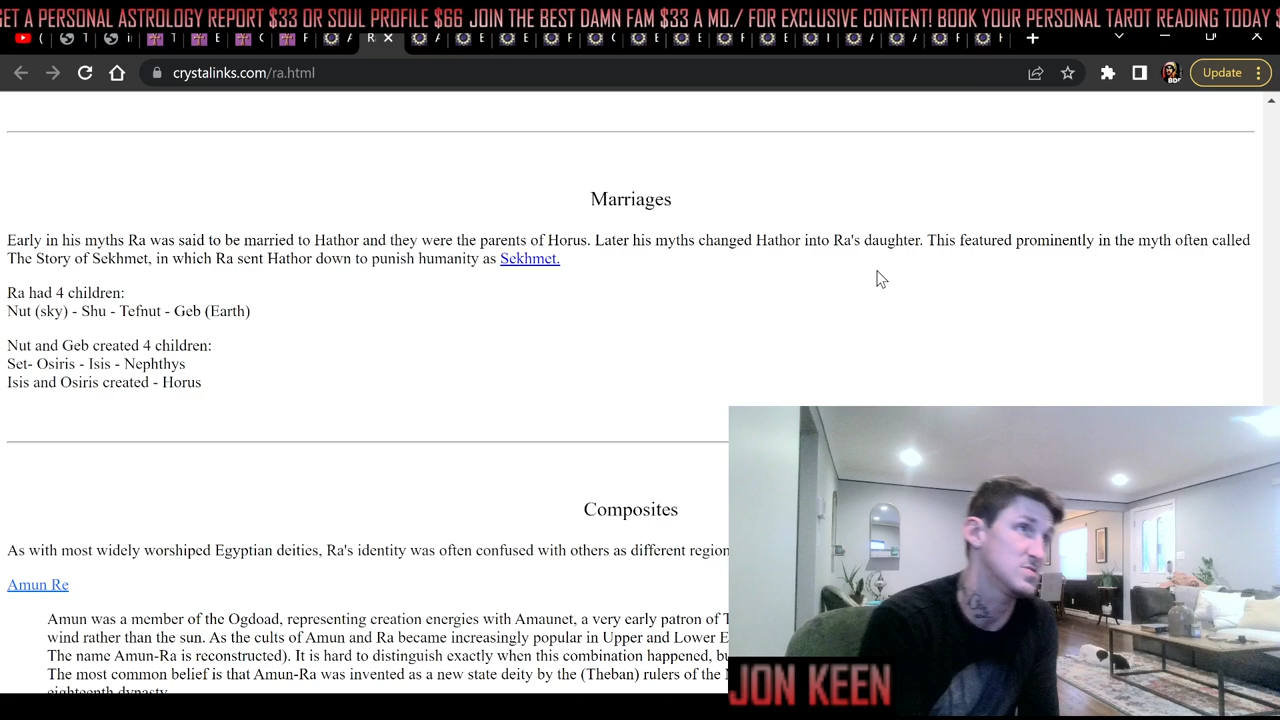 GET A PERSONAL ASTROLOGY REPORT $33 OR SOUL PROFILE $66 JOIN THE BEST DAMN FAM $33 A MO./ FOR EXCLUSIVE CONTENT! BOOK YOUR PERSONAL TAROT READING TODAY
crystalinks.com/ra.html
Update
Marriages
Early in his myths Ra was said to be married to Hathor and they were the parents of Horus. Later his myths changed Hathor into Ra's daughter. This featured prominently in the myth often called
The Story of Sekhmet, in which Ra sent Hathor down to punish humanity as Sekhmet.
Ra had 4 children:
Nut (sky) - Shu - Tefnut - Geb (Earth)
Nut and Geb created 4 children:
Set- Osiris - Isis - Nephthys
Isis and Osiris created - Horus
Composites
As with most widely worshiped Egyptian deities, Ra's identity was often confused with others as different region
Amun Re
Amun was a member of the Ogdoad, representing creation energies with Amaunet, a very early patron of T
wind rather than the sun. As the cults of Amun and Ra became increasingly popular in Upper and Lower E
The name Amun-Ra is reconstructed). It is hard to distinguish exactly when this combination happened, bu
The most common belief is that Amun-Ra was invented as a new state deity by the (Theban) rulers of the
eighteenth dynasty
JON KEEN